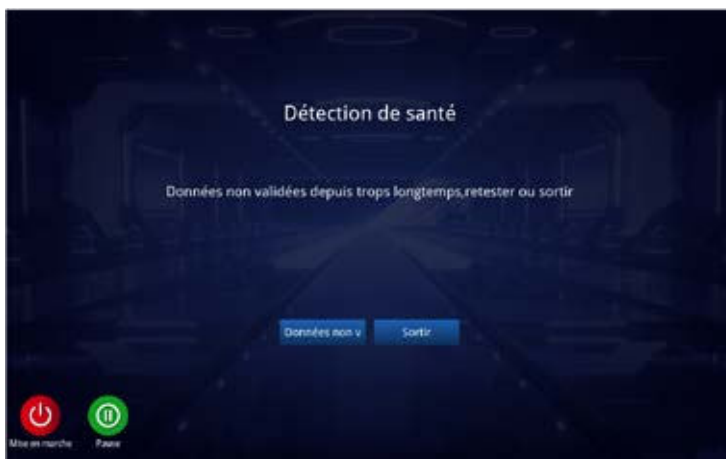 Détection de santé
Données non validées depuis trops longtemps,retester ou sortir
Données non v
Sortir
Mise en marche
Pause